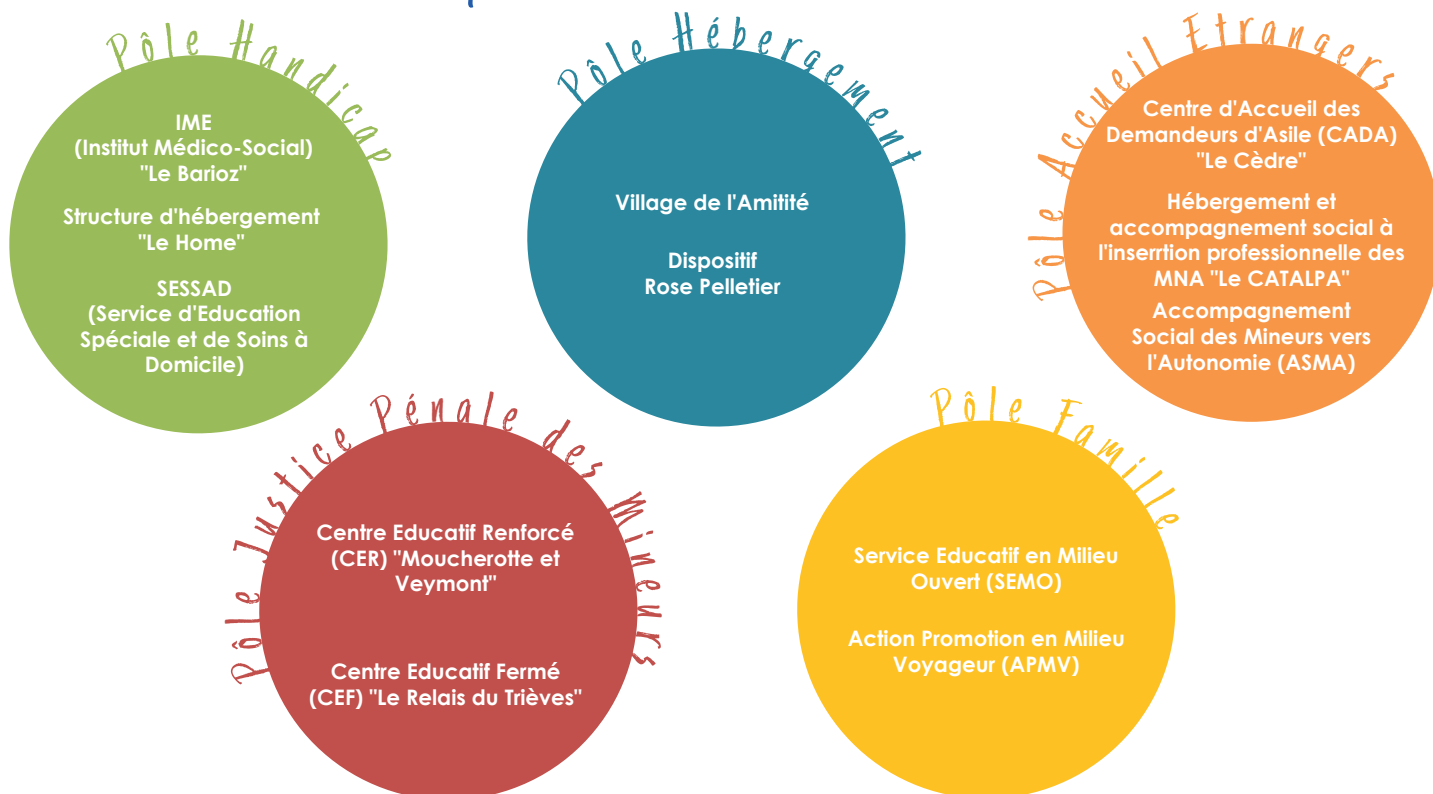 Pôle Handicap
IME
(Institut Médico-Social)
"Le Barioz"
Structure d'hébergement
"Le Home"
SESSAD
(Service d'Education
Spéciale et de Soins à
Domicile)
Pôle Hébergement
Village de l'Amitité
Dispositif
Rose Pelletier
Pôle Accueil Etrangers
Centre d'Accueil des
Demandeurs d'Asile (CADA)
"Le Cèdre"
Hébergement et
accompagnement social à
l'inserrtion professionnelle des
MNA "Le CATALPA"
Accompagnement
Social des Mineurs vers
l'Autonomie (ASMA)
Pôle Justice Pénale des Mineurs
Centre Educatif Renforcé
(CER) "Moucherotte et
Veymont"
Centre Educatif Fermé
(CEF) "Le Relais du Trièves"
Pôle Famille
Service Educatif en Milieu
Ouvert (SEMO)
Action Promotion en Milieu
Voyageur (APMV)